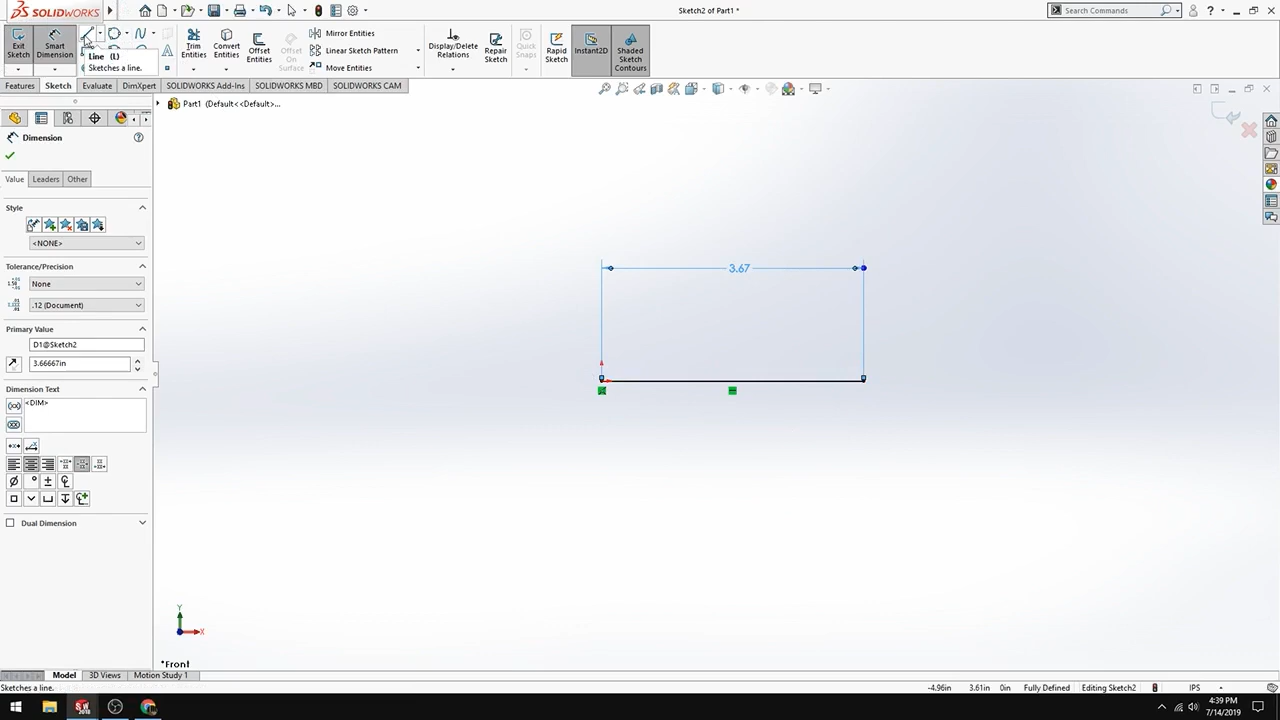 SOLIDWORKS
Sketch2 of Part1 *
Search Commands
Exit
Sketch
Smart
Dimension
Line (L)
Sketches a line.
Trim
Entities
Convert
Entities
Offset
Entities
Offset
On
Surface
Mirror Entities
Linear Sketch Pattern
Move Entities
Display/Delete
Relations
Repair
Sketch
Rapid
Sketch
Instant2D
Shaded
Sketch
Contours
Features
Sketch
Evaluate
DimXpert
SOLIDWORKS Add-Ins
SOLIDWORKS MBD
SOLIDWORKS CAM
Part1 (Default<<Default>...
Dimension
Value
Leaders
Other
Style
<NONE>
Tolerance/Precision
None
.12 (Document)
Primary Value
D1@Sketch2
3.66667in
Dimension Text
<DIM>
Dual Dimension
3.67
Y
X
*Front
Model
3D Views
Motion Study 1
Sketches a line.
-4.96in
3.61in
0in
Fully Defined
Editing Sketch2
IPS
4:39 PM
7/14/2019